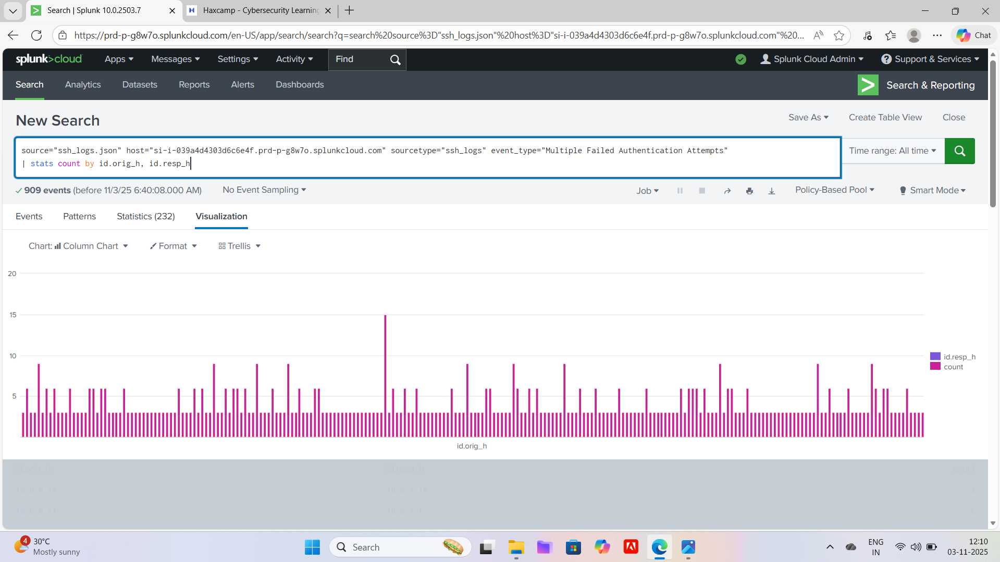 Search | Splunk 10.0.2503.7
Haxcamp - Cybersecurity Learning
https://prd-p-g8w7o.splunkcloud.com/en-US/app/search/search?q=search%20source%3D"ssh_logs.json"%20host%3D"si-i-039a4d4303d6c6e4f.prd-p-g8w7o.splunkcloud.com"%20...
Chat
splunk>cloud Apps Messages Settings Activity Find Splunk Cloud Admin Support & Services
Search Analytics Datasets Reports Alerts Dashboards Search & Reporting
New Search
Save As Create Table View Close
source="ssh_logs.json" host="si-i-039a4d4303d6c6e4f.prd-p-g8w7o.splunkcloud.com" sourcetype="ssh_logs" event_type="Multiple Failed Authentication Attempts"
| stats count by id.orig_h, id.resp_h
Time range: All time
909 events (before 11/3/25 6:40:08.000 AM) No Event Sampling Job Policy-Based Pool Smart Mode
Events Patterns Statistics (232) Visualization
Chart: Column Chart Format Trellis
20
15
10
5
id.resp_h
count
id.orig_h
id.orig_h id.resp_h count
10.0.0.10 10.0.1.10 3
10.0.0.11 10.0.1.1 6
4
30°C
Mostly sunny
Search
ENG
IN
12:10
03-11-2025